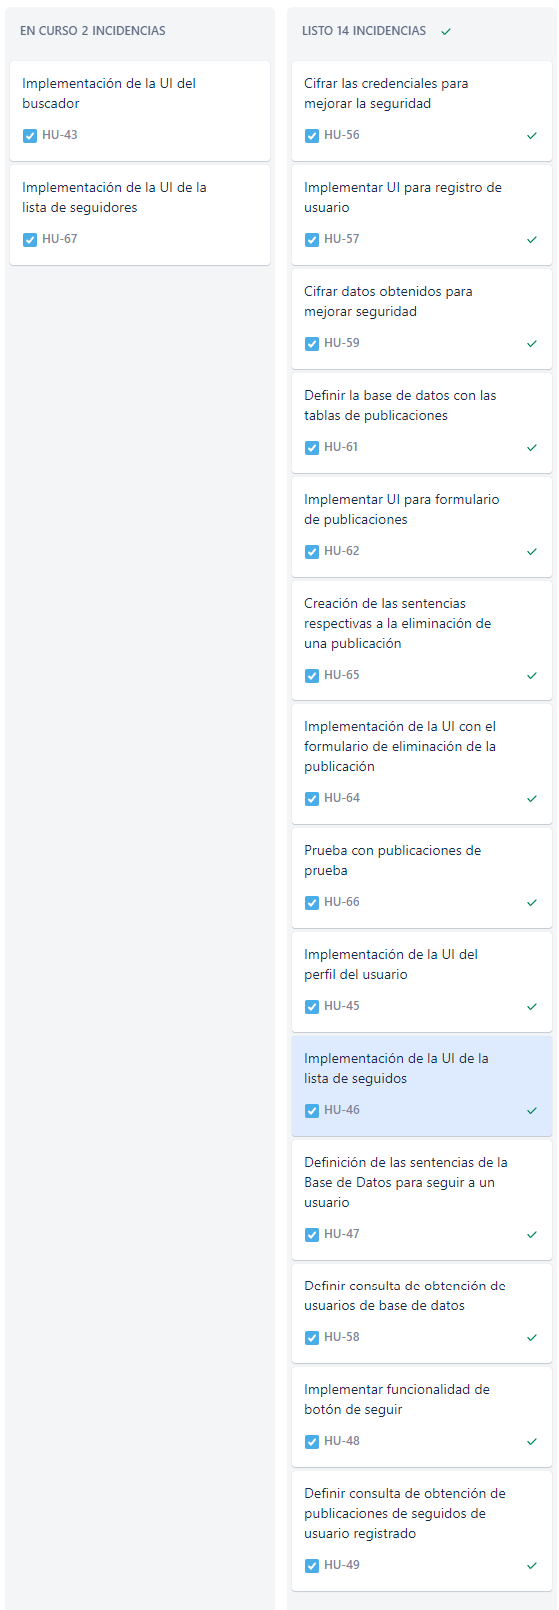 EN CURSO 2 INCIDENCIAS
Implementación de la UI del
buscador
HU-43
Implementación de la UI de la
lista de seguidores
HU-67
LISTO 14 INCIDENCIAS
Cifrar las credenciales para
mejorar la seguridad
HU-56
Implementar UI para registro de
usuario
HU-57
Cifrar datos obtenidos para
mejorar seguridad
HU-59
Definir la base de datos con las
tablas de publicaciones
HU-61
Implementar UI para formulario
de publicaciones
HU-62
Creación de las sentencias
respectivas a la eliminación de
una publicación
HU-65
Implementación de la UI con el
formulario de eliminación de la
publicación
HU-64
Prueba con publicaciones de
prueba
HU-66
Implementación de la UI del
perfil del usuario
HU-45
Implementación de la UI de la
lista de seguidos
HU-46
Definición de las sentencias de la
Base de Datos para seguir a un
usuario
HU-47
Definir consulta de obtención de
usuarios de base de datos
HU-58
Implementar funcionalidad de
botón de seguir
HU-48
Definir consulta de obtención de
publicaciones de seguidos de
usuario registrado
HU-49